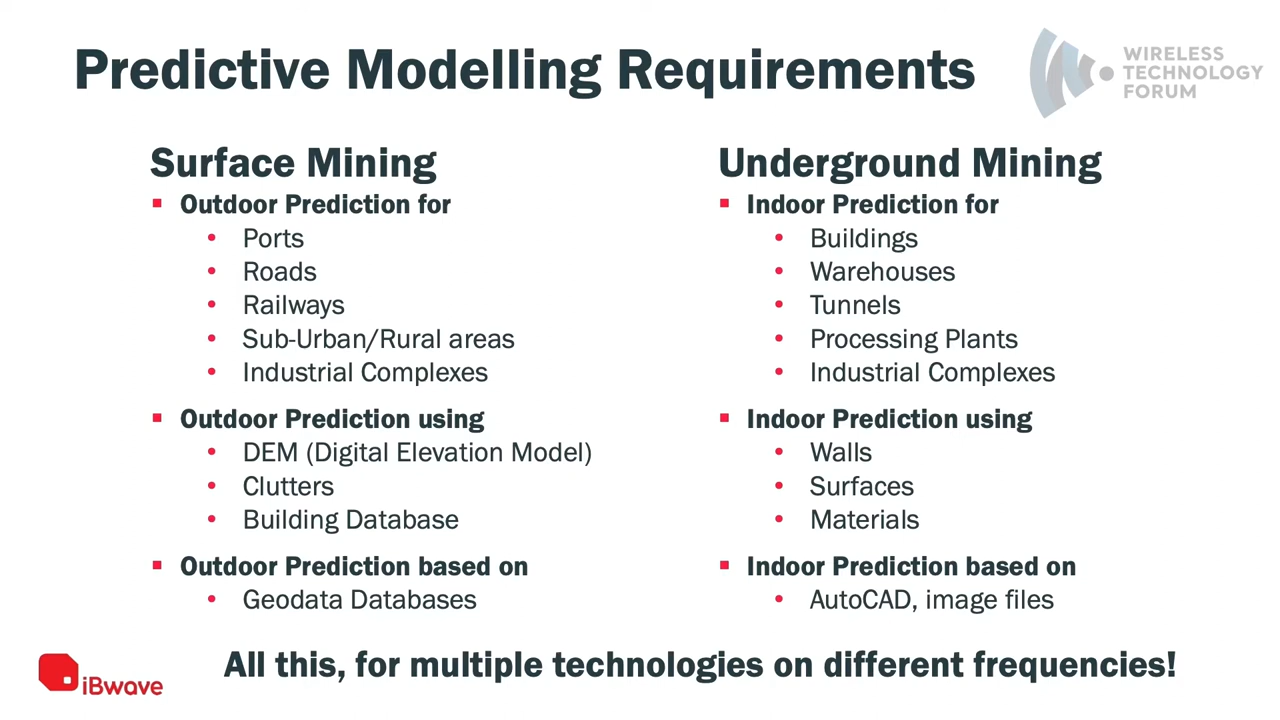 Predictive Modelling Requirements
WIRELESS
TECHNOLOGY
FORUM
Surface Mining
Outdoor Prediction for
Ports
Roads
Railways
Sub-Urban/Rural areas
Industrial Complexes
Outdoor Prediction using
DEM (Digital Elevation Model)
Clutters
Building Database
Outdoor Prediction based on
Geodata Databases
Underground Mining
Indoor Prediction for
Buildings
Warehouses
Tunnels
Processing Plants
Industrial Complexes
Indoor Prediction using
Walls
Surfaces
Materials
Indoor Prediction based on
AutoCAD, image files
All this, for multiple technologies on different frequencies!
iBwave